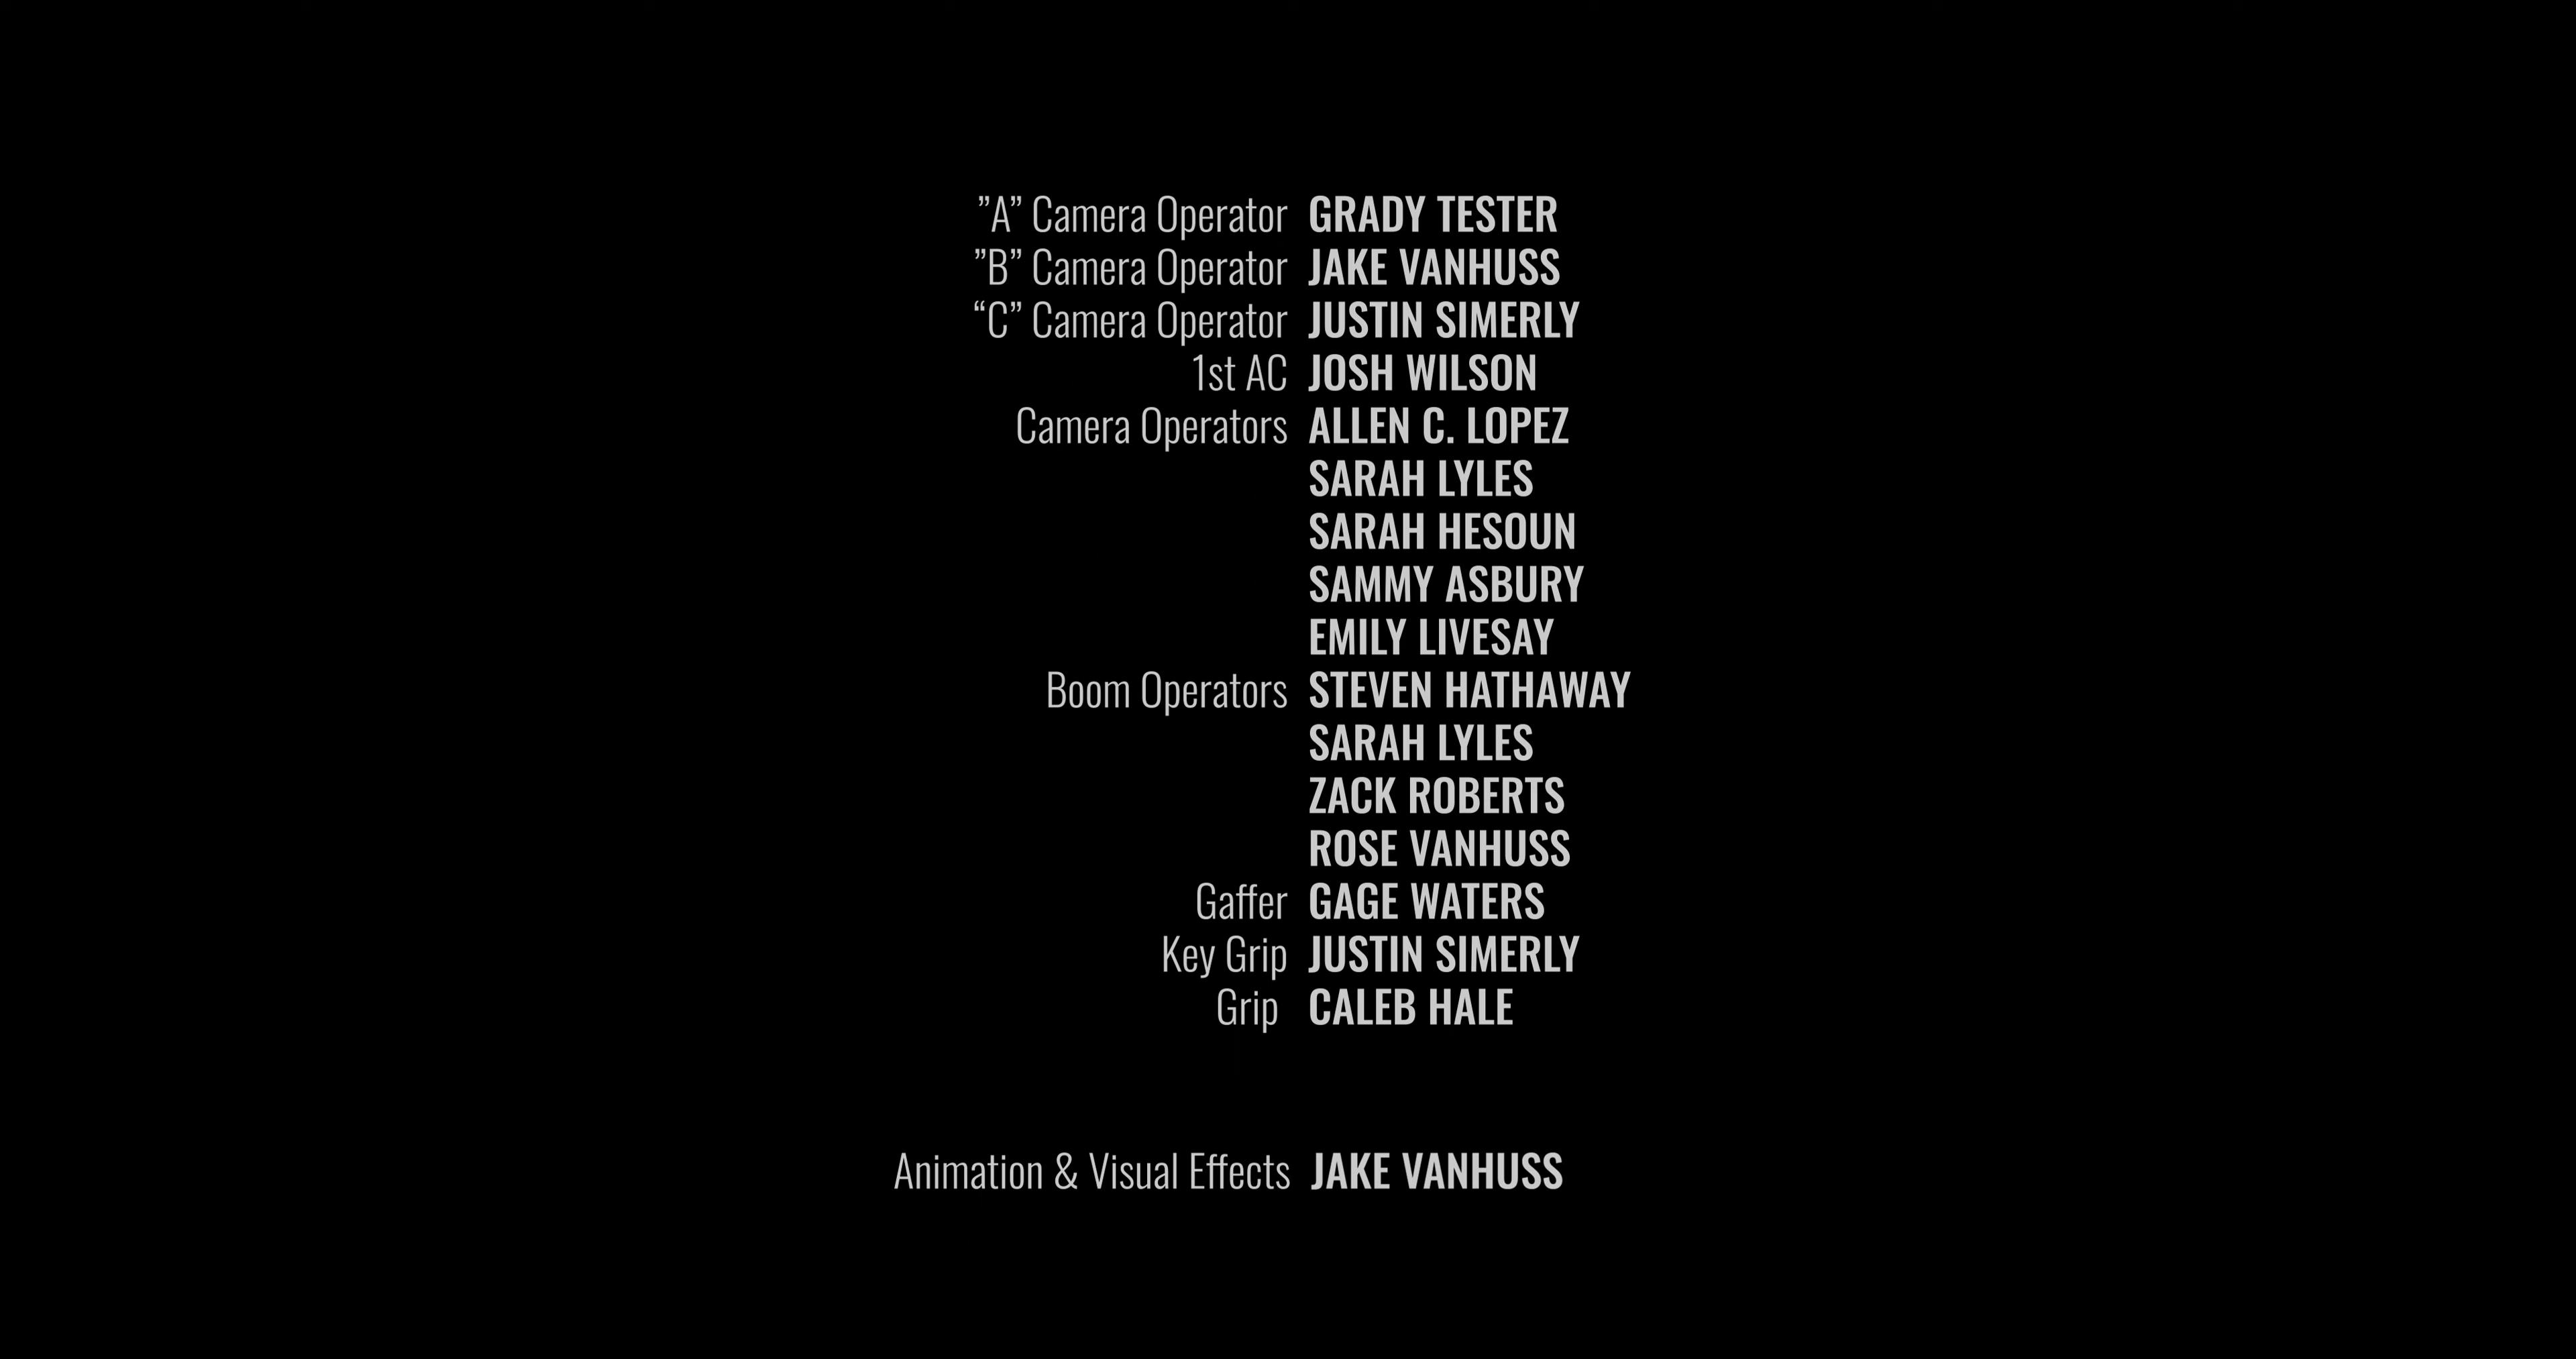 ”A” Camera Operator GRADY TESTER
”B” Camera Operator JAKE VANHUSS
“C” Camera Operator JUSTIN SIMERLY
1st AC JOSH WILSON
Camera Operators ALLEN C. LOPEZ
SARAH LYLES
SARAH HESOUN
SAMMY ASBURY
EMILY LIVESAY
Boom Operators STEVEN HATHAWAY
SARAH LYLES
ZACK ROBERTS
ROSE VANHUSS
Gaffer GAGE WATERS
Key Grip JUSTIN SIMERLY
Grip CALEB HALE
Animation & Visual Effects JAKE VANHUSS